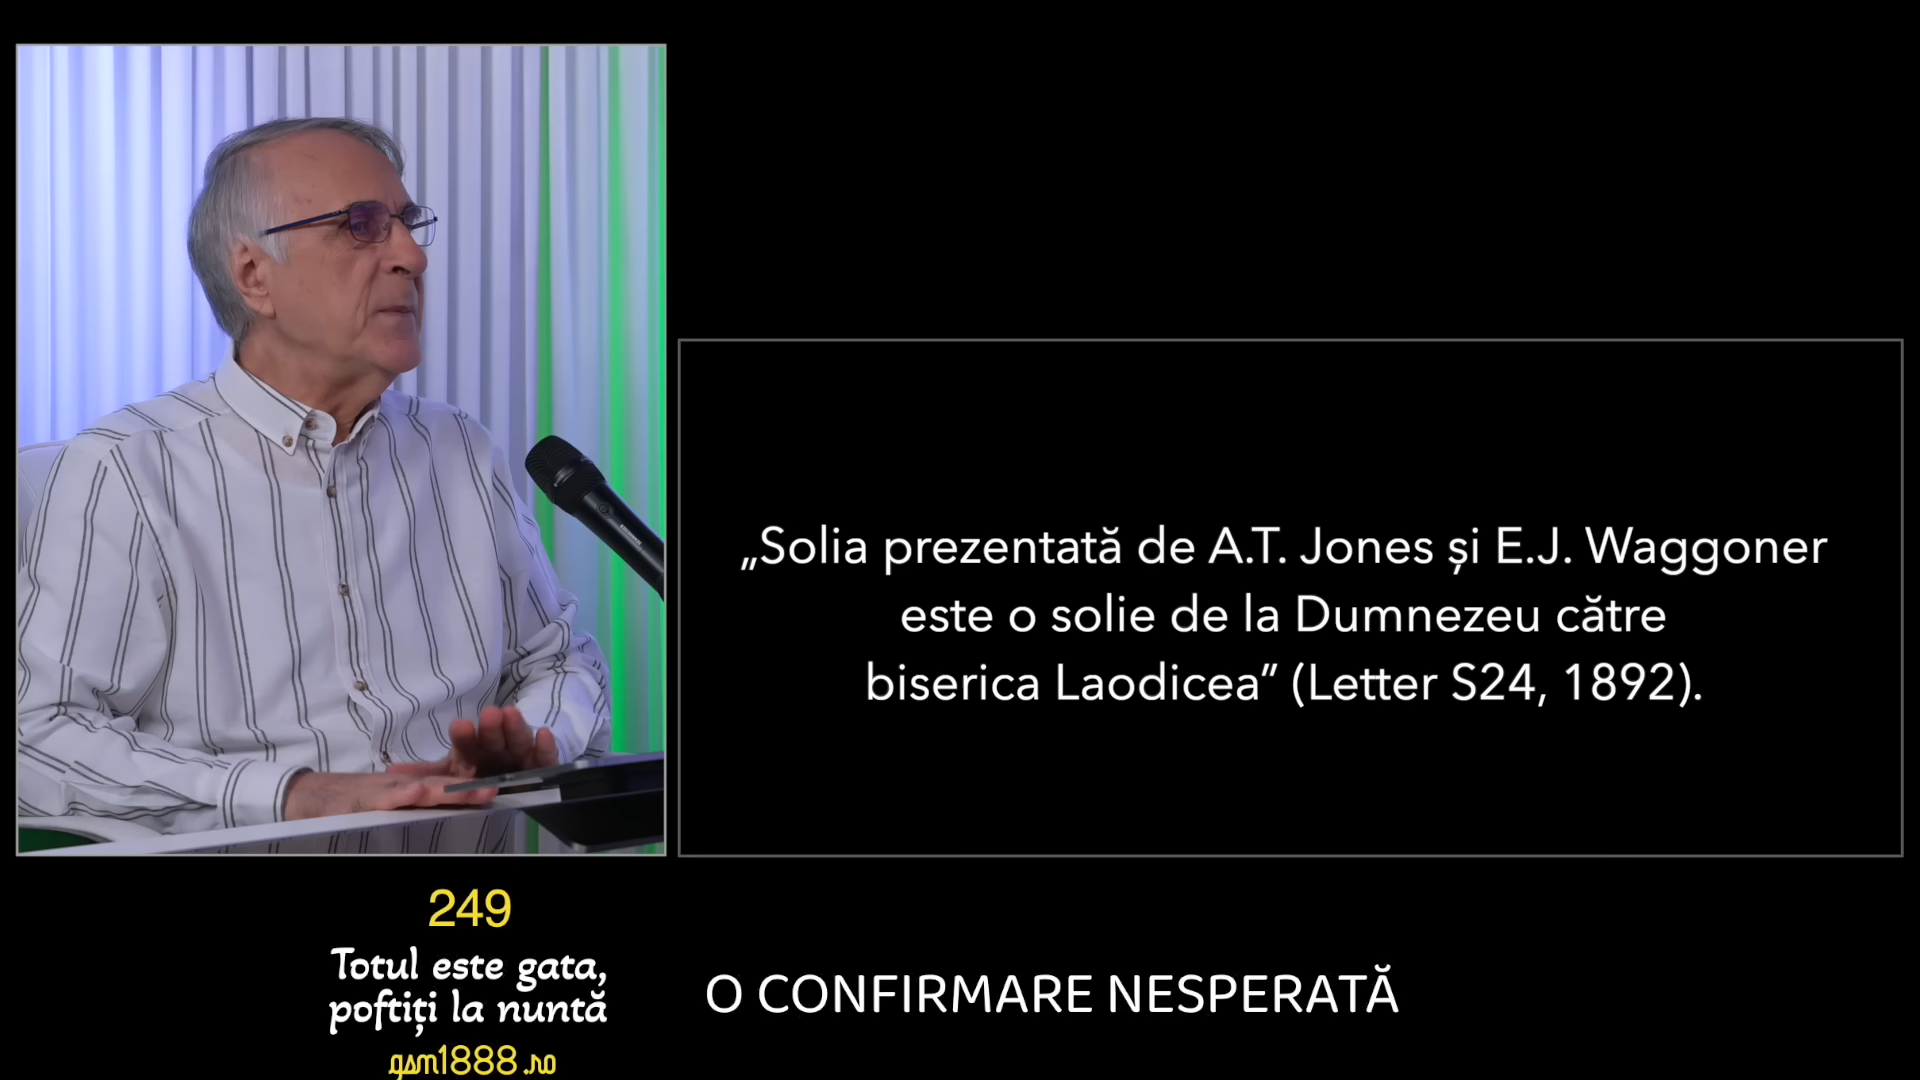 „Solia prezentată de A.T. Jones și E.J. Waggoner
este o solie de la Dumnezeu către
biserica Laodicea” (Letter S24, 1892).
249
Totul este gata,
poftiți la nuntă
gsm1888.ro
O CONFIRMARE NESPERATĂ